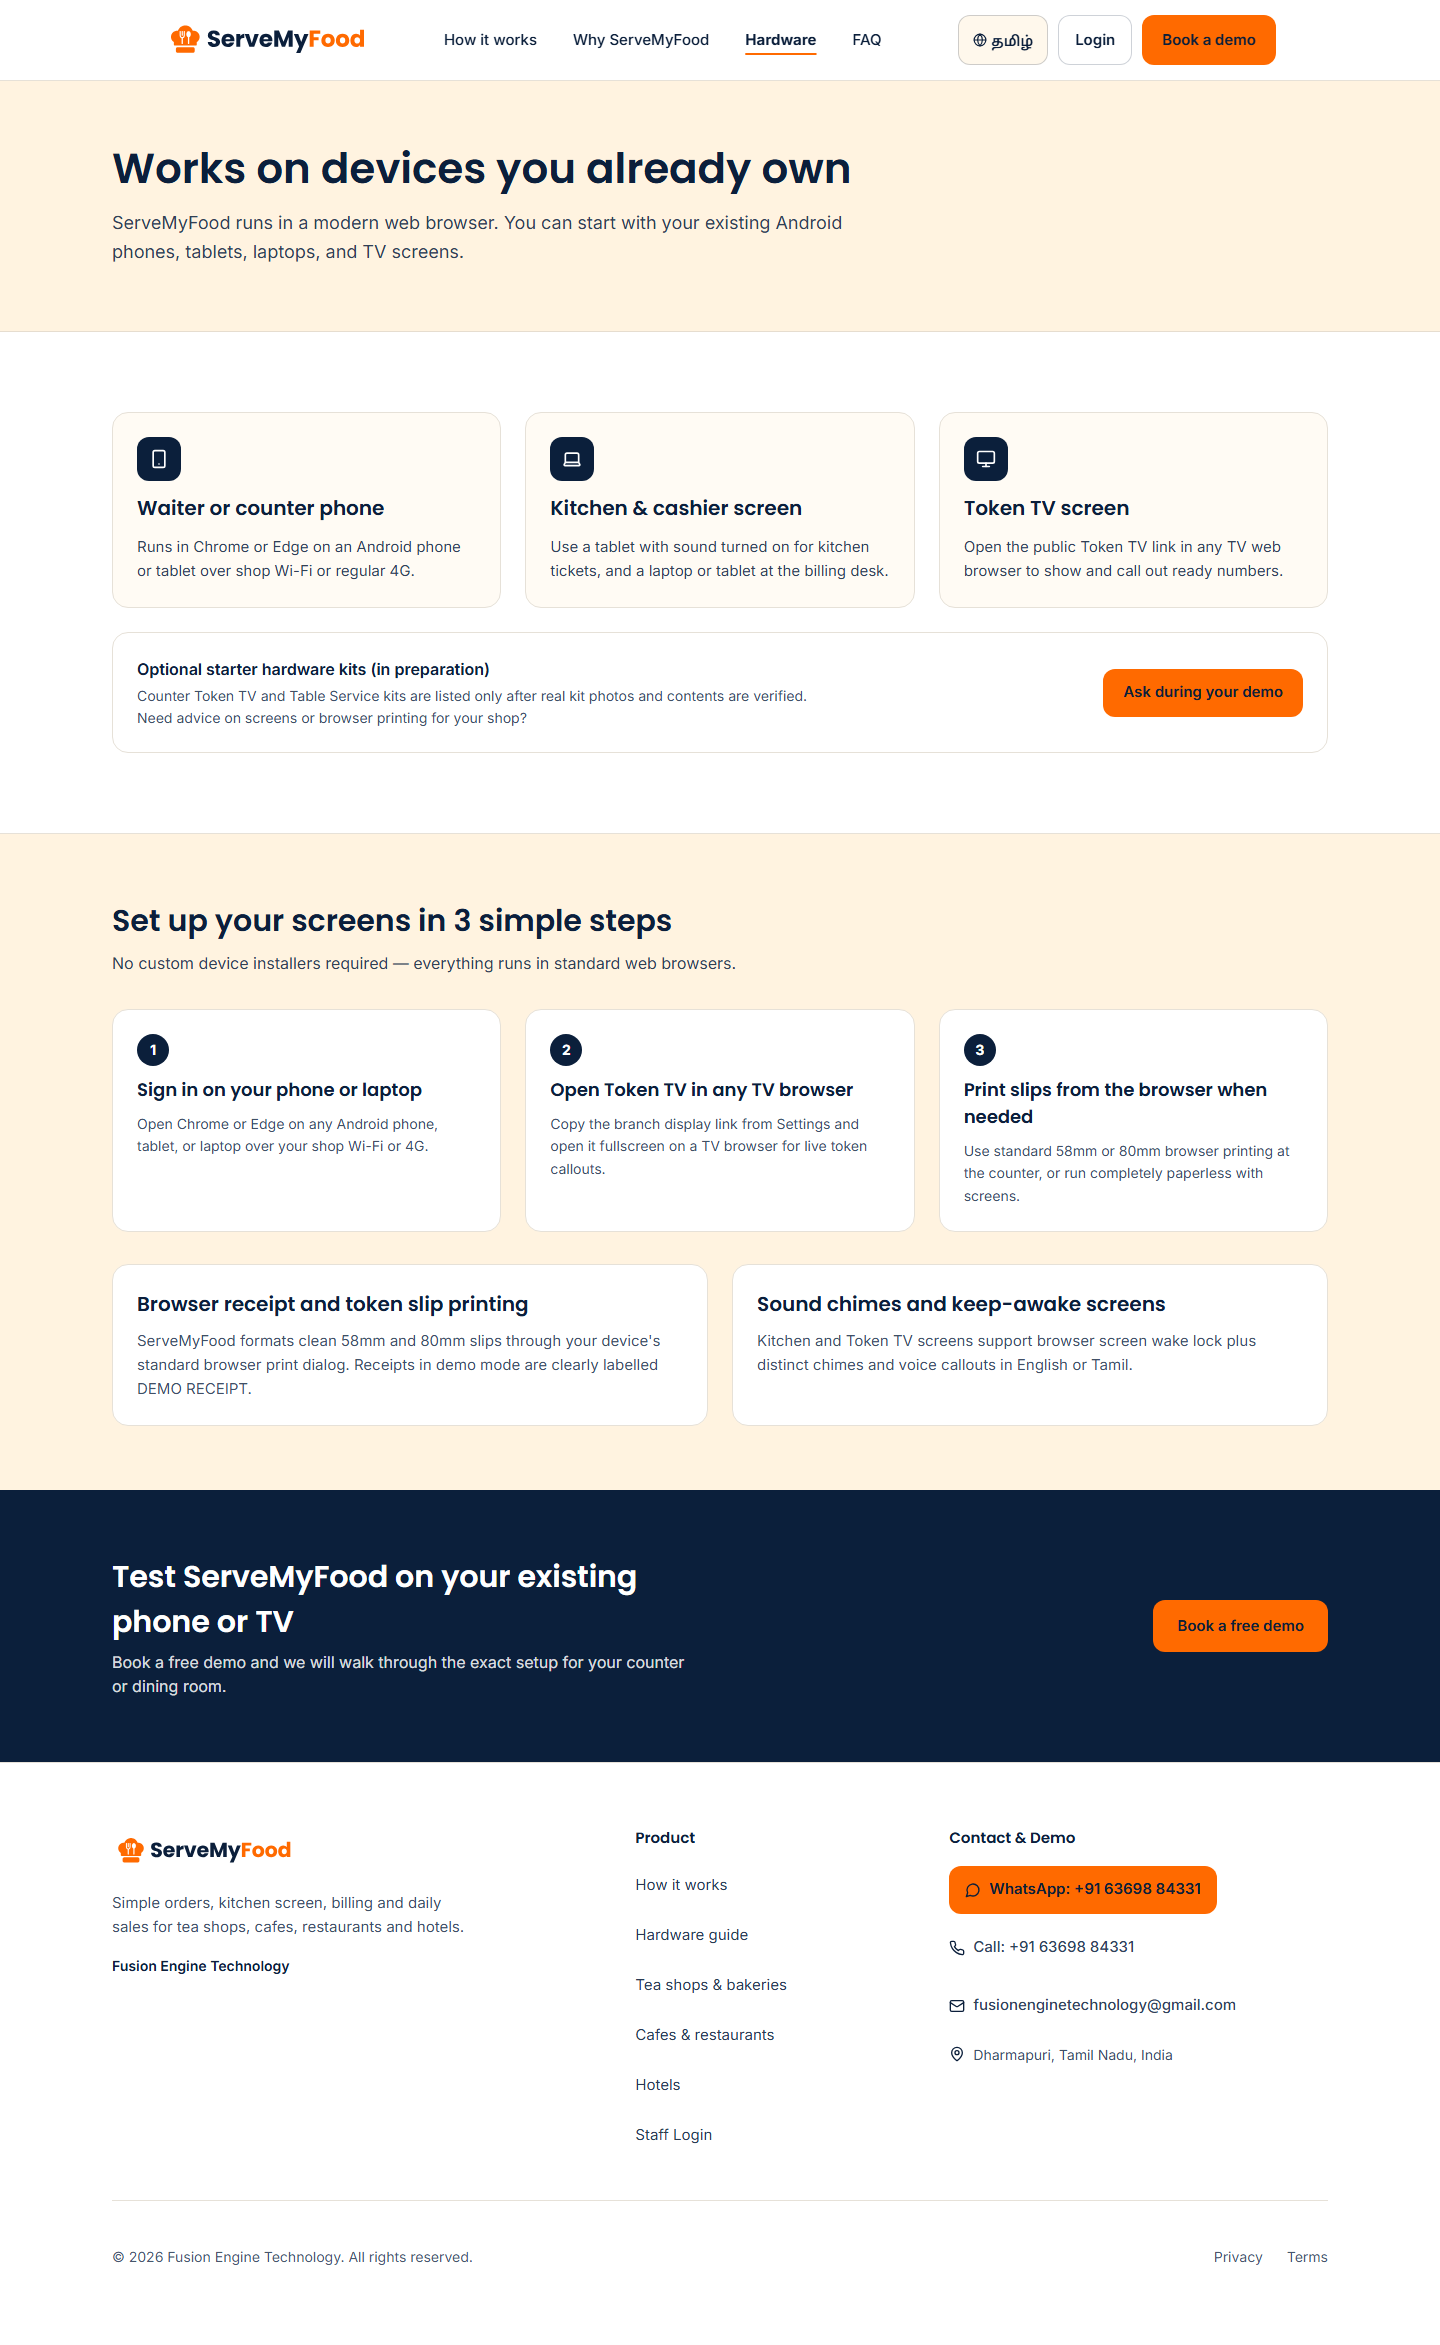 ServeMyFood
How it works
Why ServeMyFood
Hardware
FAQ
தமிழ்
Login
Book a demo
Works on devices you already own
ServeMyFood runs in a modern web browser. You can start with your existing Android
phones, tablets, laptops, and TV screens.
Waiter or counter phone
Runs in Chrome or Edge on an Android phone
or tablet over shop Wi-Fi or regular 4G.
Kitchen & cashier screen
Use a tablet with sound turned on for kitchen
tickets, and a laptop or tablet at the billing desk.
Token TV screen
Open the public Token TV link in any TV web
browser to show and call out ready numbers.
Optional starter hardware kits (in preparation)
Counter Token TV and Table Service kits are listed only after real kit photos and contents are verified.
Need advice on screens or browser printing for your shop?
Ask during your demo
Set up your screens in 3 simple steps
No custom device installers required — everything runs in standard web browsers.
1
Sign in on your phone or laptop
Open Chrome or Edge on any Android phone,
tablet, or laptop over your shop Wi-Fi or 4G.
2
Open Token TV in any TV browser
Copy the branch display link from Settings and
open it fullscreen on a TV browser for live token
callouts.
3
Print slips from the browser when
needed
Use standard 58mm or 80mm browser printing at
the counter, or run completely paperless with
screens.
Browser receipt and token slip printing
ServeMyFood formats clean 58mm and 80mm slips through your device's
standard browser print dialog. Receipts in demo mode are clearly labelled
DEMO RECEIPT.
Sound chimes and keep-awake screens
Kitchen and Token TV screens support browser screen wake lock plus
distinct chimes and voice callouts in English or Tamil.
Test ServeMyFood on your existing
phone or TV
Book a free demo and we will walk through the exact setup for your counter
or dining room.
Book a free demo
ServeMyFood
Simple orders, kitchen screen, billing and daily
sales for tea shops, cafes, restaurants and hotels.
Fusion Engine Technology
Product
How it works
Hardware guide
Tea shops & bakeries
Cafes & restaurants
Hotels
Staff Login
Contact & Demo
WhatsApp: +91 63698 84331
Call: +91 63698 84331
fusionenginetechnology@gmail.com
Dharmapuri, Tamil Nadu, India
© 2026 Fusion Engine Technology. All rights reserved.
Privacy
Terms